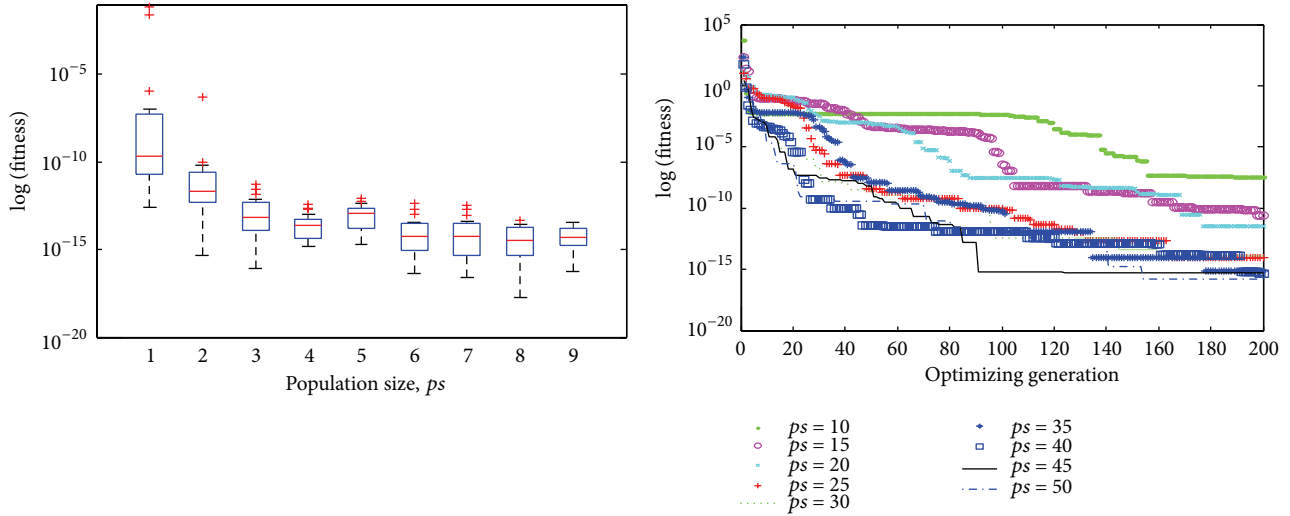 log (fitness)
10^−5
10^−10
10^−15
10^−20
1 2 3 4 5 6 7 8 9
Population size, ps
log (fitness)
10^5
10^0
10^−5
10^−10
10^−15
10^−20
0 20 40 60 80 100 120 140 160 180 200
Optimizing generation
ps = 10
ps = 15
ps = 20
ps = 25
ps = 30
ps = 35
ps = 40
ps = 45
ps = 50